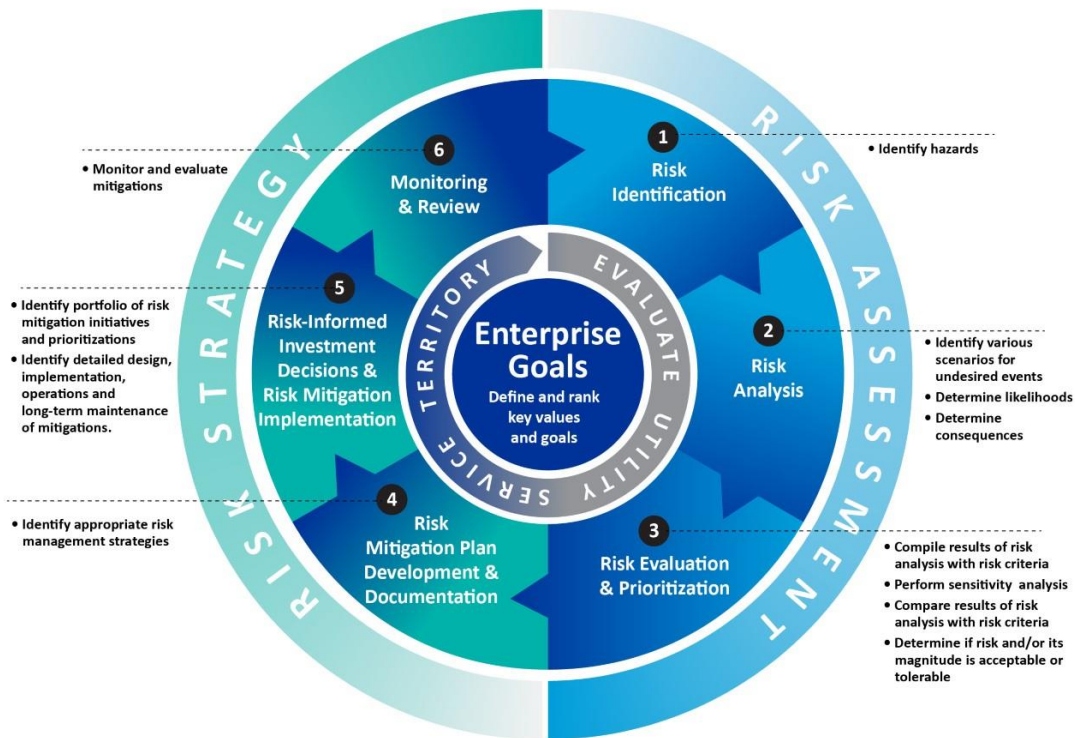 RISK ASSESSMENT
RISK STRATEGY
1
Risk
Identification
• Identify hazards
2
Risk
Analysis
• Identify various
scenarios for
undesired events
• Determine likelihoods
• Determine
consequences
3
Risk Evaluation
& Prioritization
• Compile results of risk
analysis with risk criteria
• Perform sensitivity analysis
• Compare results of risk
analysis with risk criteria
• Determine if risk and/or its
magnitude is acceptable or
tolerable
4
Risk
Mitigation Plan
Development &
Documentation
• Identify appropriate risk
management strategies
5
Risk-Informed
Investment
Decisions &
Risk Mitigation
Implementation
• Identify portfolio of risk
mitigation initiatives
and prioritizations
• Identify detailed design,
implementation,
operations and
long-term maintenance
of mitigations.
6
Monitoring
& Review
• Monitor and evaluate
mitigations
EVALUATE UTILITY SERVICE TERRITORY
Enterprise
Goals
Define and rank
key values
and goals